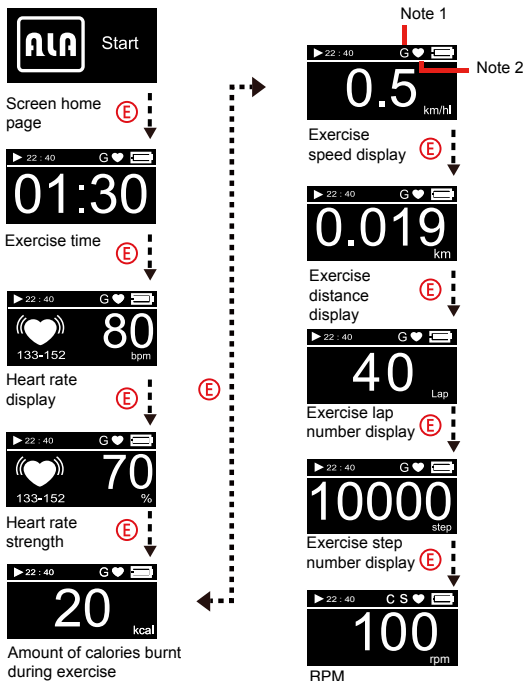 ALA
Start
Screen home
page
E
22 : 40
G
01:30
Exercise time
E
22 : 40
G
133-152
80
bpm
Heart rate
display
E
22 : 40
G
133-152
70
%
Heart rate
strength
E
22 : 40
G
20
kcal
Amount of calories burnt
during exercise
E
Note 1
Note 2
22 : 40
G
0.5
km/hl
Exercise
speed display
E
22 : 40
G
0.019
km
Exercise
distance
display
E
22 : 40
G
40
Lap
Exercise lap
number display
E
22 : 40
G
10000
step
Exercise step
number display
E
22 : 40
C S
100
rpm
RPM